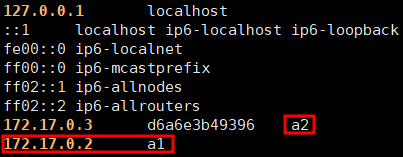 127.0.0.1 localhost
::1 localhost ip6-localhost ip6-loopback
fe00::0 ip6-localnet
ff00::0 ip6-mcastprefix
ff02::1 ip6-allnodes
ff02::2 ip6-allrouters
172.17.0.3 d6a6e3b49396 a2
172.17.0.2 a1